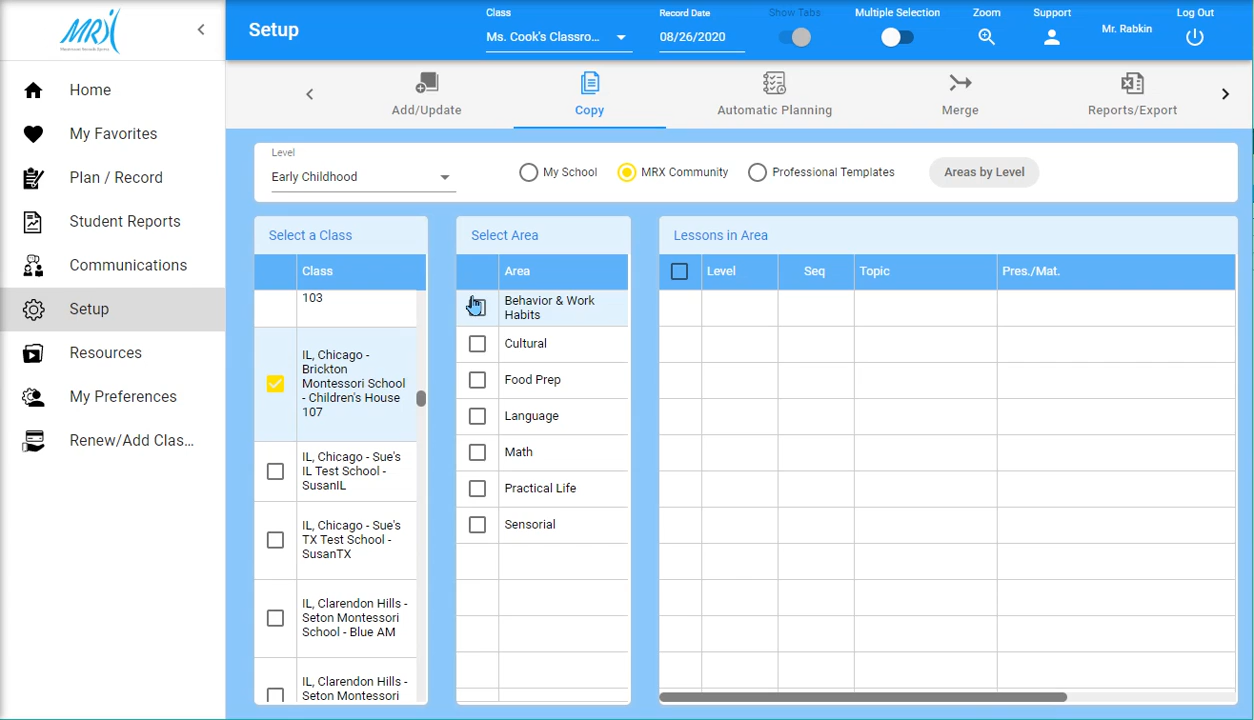 MRX
Setup
Class
Ms. Cook's Classro...
Record Date
08/26/2020
Show Tabs
Multiple Selection
Zoom
Support
Mr. Rabkin
Log Out
Home
My Favorites
Plan / Record
Student Reports
Communications
Setup
Resources
My Preferences
Renew/Add Clas...
Add/Update
Copy
Automatic Planning
Merge
Reports/Export
Level
Early Childhood
My School
MRX Community
Professional Templates
Areas by Level
Select a Class
Class
103
IL, Chicago -
Brickton
Montessori School
- Children's House
107
IL, Chicago - Sue's
IL Test School -
SusanIL
IL, Chicago - Sue's
TX Test School -
SusanTX
IL, Clarendon Hills -
Seton Montessori
School - Blue AM
IL, Clarendon Hills -
Seton Montessori
Select Area
Area
Behavior & Work
Habits
Cultural
Food Prep
Language
Math
Practical Life
Sensorial
Lessons in Area
Level
Seq
Topic
Pres./Mat.